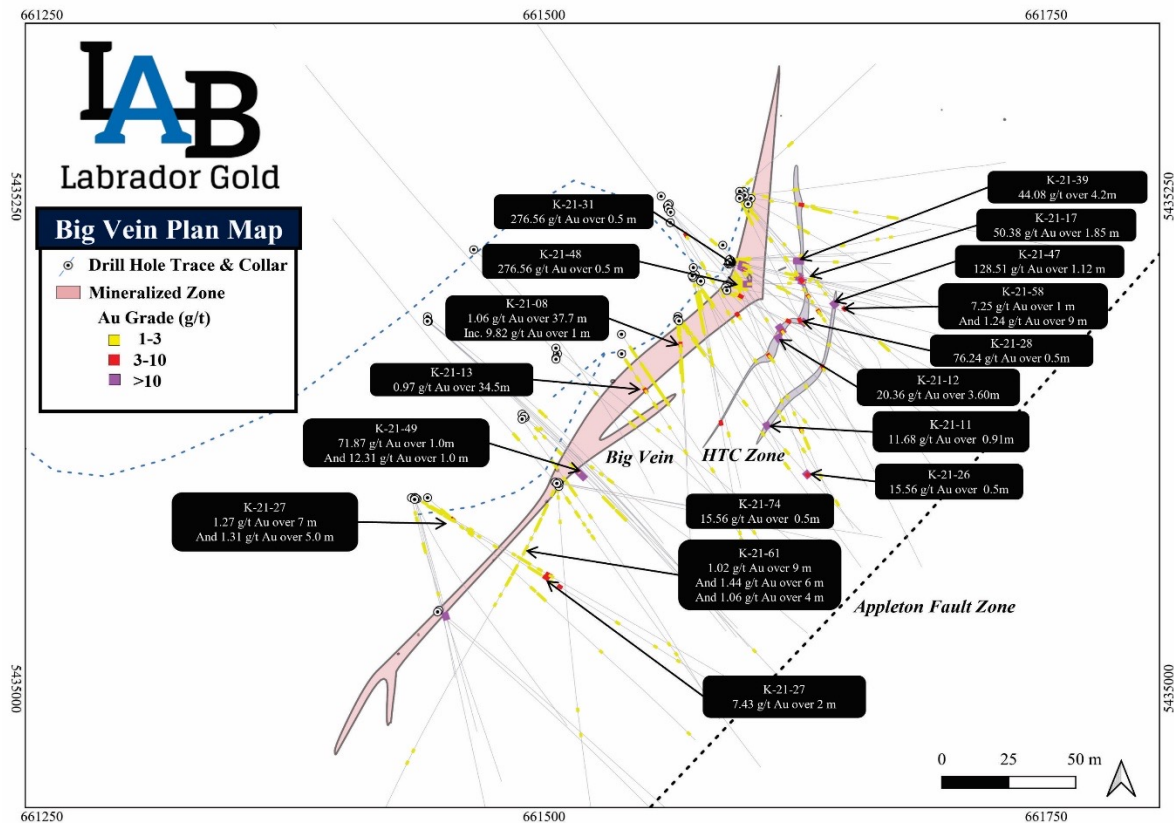 661250
661500
661750
LAB
Labrador Gold
Big Vein Plan Map
Drill Hole Trace & Collar
Mineralized Zone
Au Grade (g/t)
1-3
3-10
>10
5435250
5435000
5435250
5435000
K-21-31
276.56 g/t Au over 0.5 m
K-21-48
276.56 g/t Au over 0.5 m
K-21-08
1.06 g/t Au over 37.7 m
Inc. 9.82 g/t Au over 1 m
K-21-13
0.97 g/t Au over 34.5m
K-21-49
71.87 g/t Au over 1.0m
And 12.31 g/t Au over 1.0 m
K-21-27
1.27 g/t Au over 7 m
And 1.31 g/t Au over 5.0 m
K-21-39
44.08 g/t over 4.2m
K-21-17
50.38 g/t Au over 1.85 m
K-21-47
128.51 g/t Au over 1.12 m
K-21-58
7.25 g/t Au over 1 m
And 1.24 g/t Au over 9 m
K-21-28
76.24 g/t Au over 0.5m
K-21-12
20.36 g/t Au over 3.60m
K-21-11
11.68 g/t Au over 0.91m
K-21-26
15.56 g/t Au over 0.5m
Big Vein
HTC Zone
K-21-74
15.56 g/t Au over 0.5m
K-21-61
1.02 g/t Au over 9 m
And 1.44 g/t Au over 6 m
And 1.06 g/t Au over 4 m
Appleton Fault Zone
K-21-27
7.43 g/t Au over 2 m
0 25 50 m
661250
661500
661750